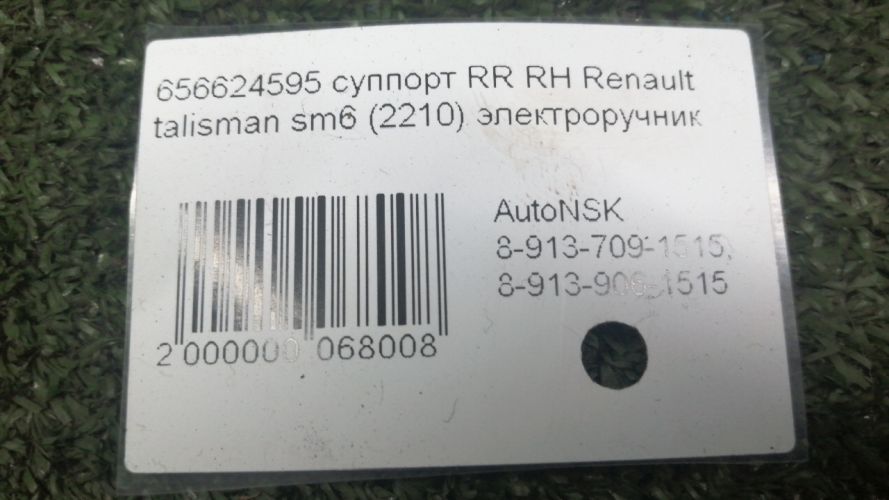 656624595 суппорт RR RH Renault
talisman sm6 (2210) электроручник
AutoNSK
8-913-709-1515,
8-913-906-1515
2 000000 068008